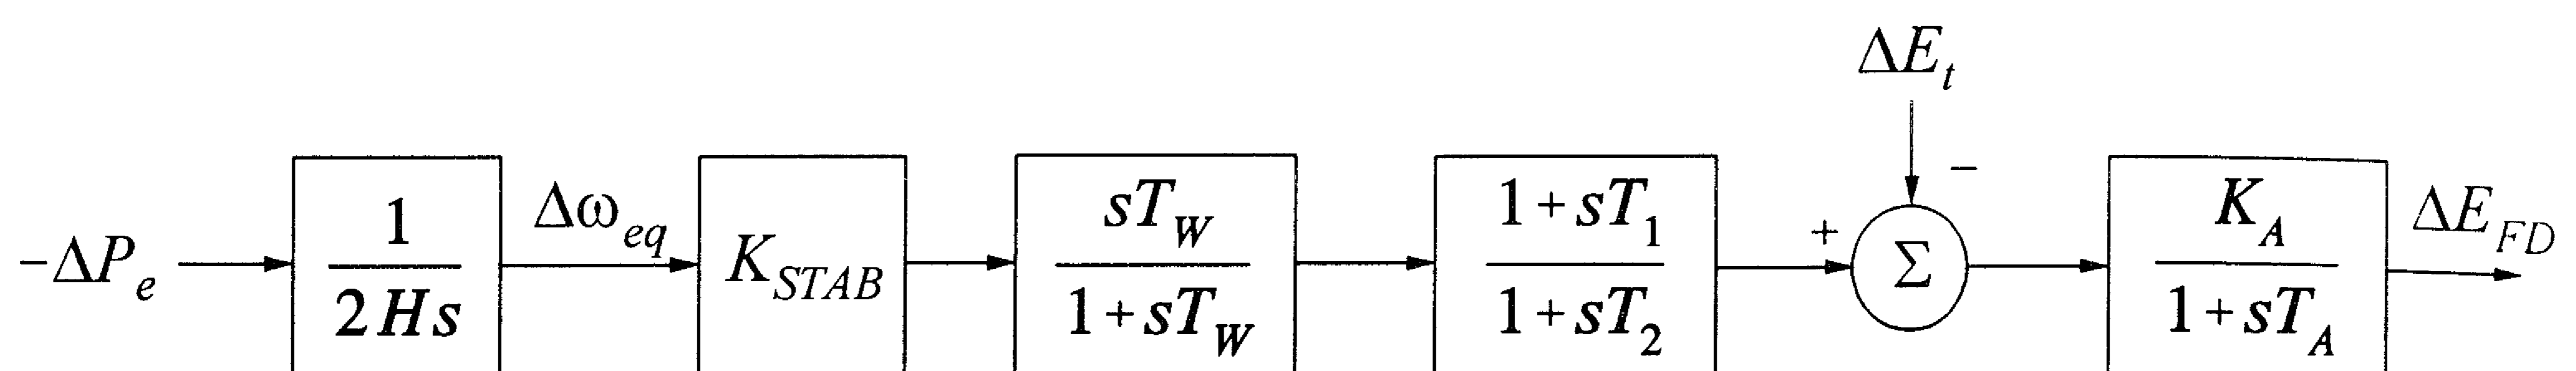 ΔE_t
-ΔP_e
1
2Hs
Δω_eq
K_STAB
sT_W
1+sT_W
1+sT_1
1+sT_2
+
−
Σ
K_A
1+sT_A
ΔE_FD